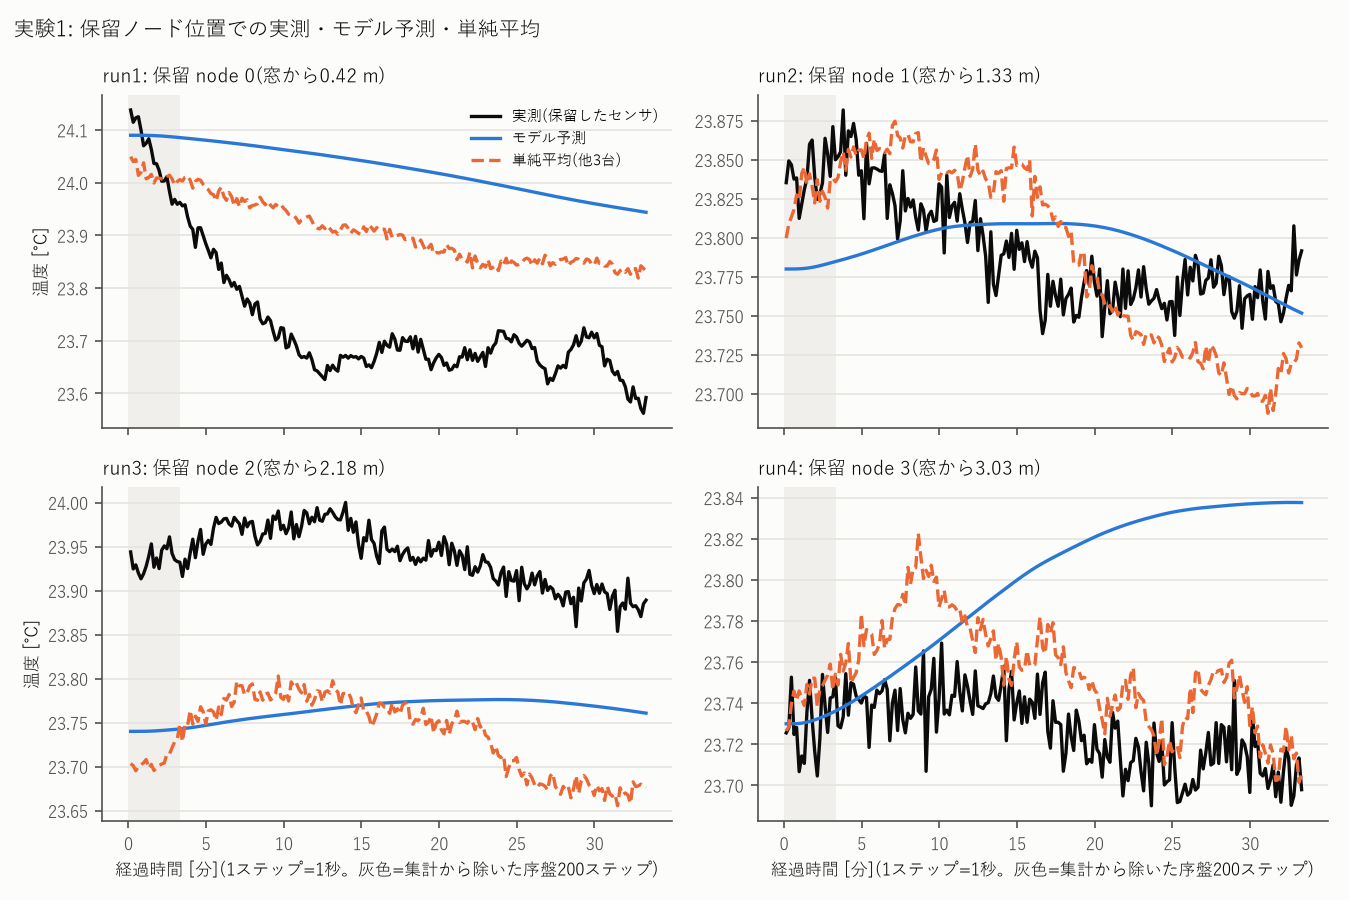 実験1: 保留ノード位置での実測・モデル予測・単純平均
run1: 保留 node 0(窓から0.42 m)
温度 [°C]
24.1
24.0
23.9
23.8
23.7
23.6
実測(保留したセンサ)
モデル予測
単純平均(他3台)
run2: 保留 node 1(窓から1.33 m)
23.875
23.850
23.825
23.800
23.775
23.750
23.725
23.700
run3: 保留 node 2(窓から2.18 m)
温度 [°C]
24.00
23.95
23.90
23.85
23.80
23.75
23.70
23.65
0 5 10 15 20 25 30
経過時間 [分](1ステップ=1秒。灰色=集計から除いた序盤200ステップ)
run4: 保留 node 3(窓から3.03 m)
23.84
23.82
23.80
23.78
23.76
23.74
23.72
23.70
0 5 10 15 20 25 30
経過時間 [分](1ステップ=1秒。灰色=集計から除いた序盤200ステップ)